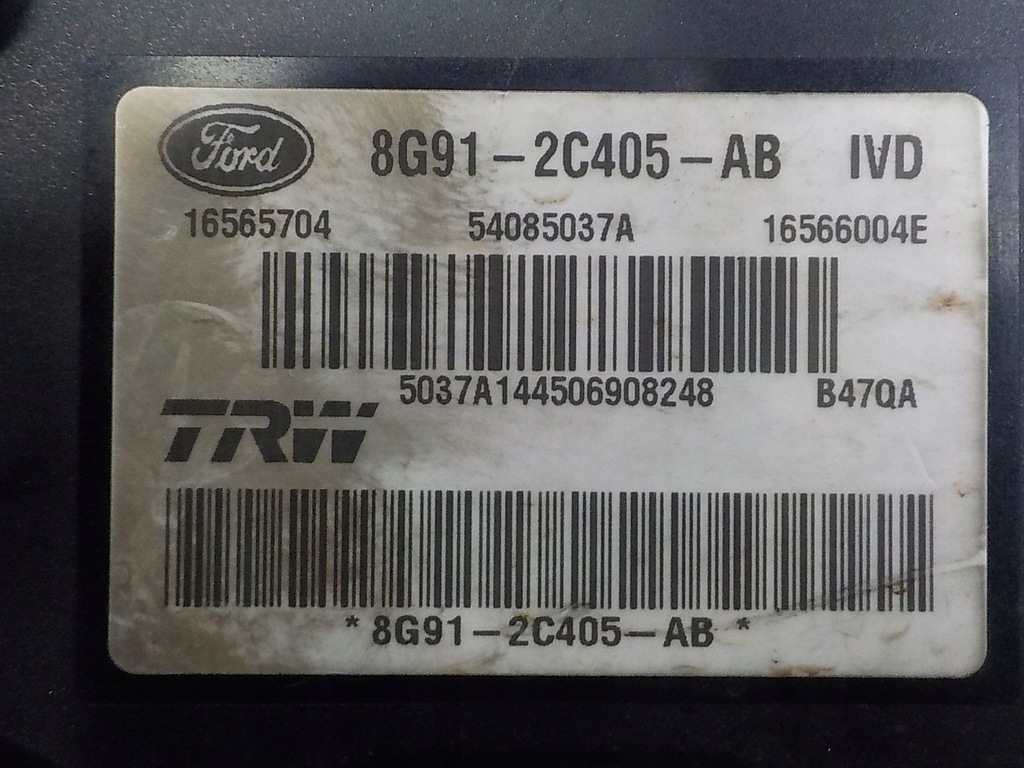 Ford 8G91-2C405-AB IVD
16565704 54085037A 16566004E
5037A144506908248 B47QA
TRW
*8G91-2C405-AB*